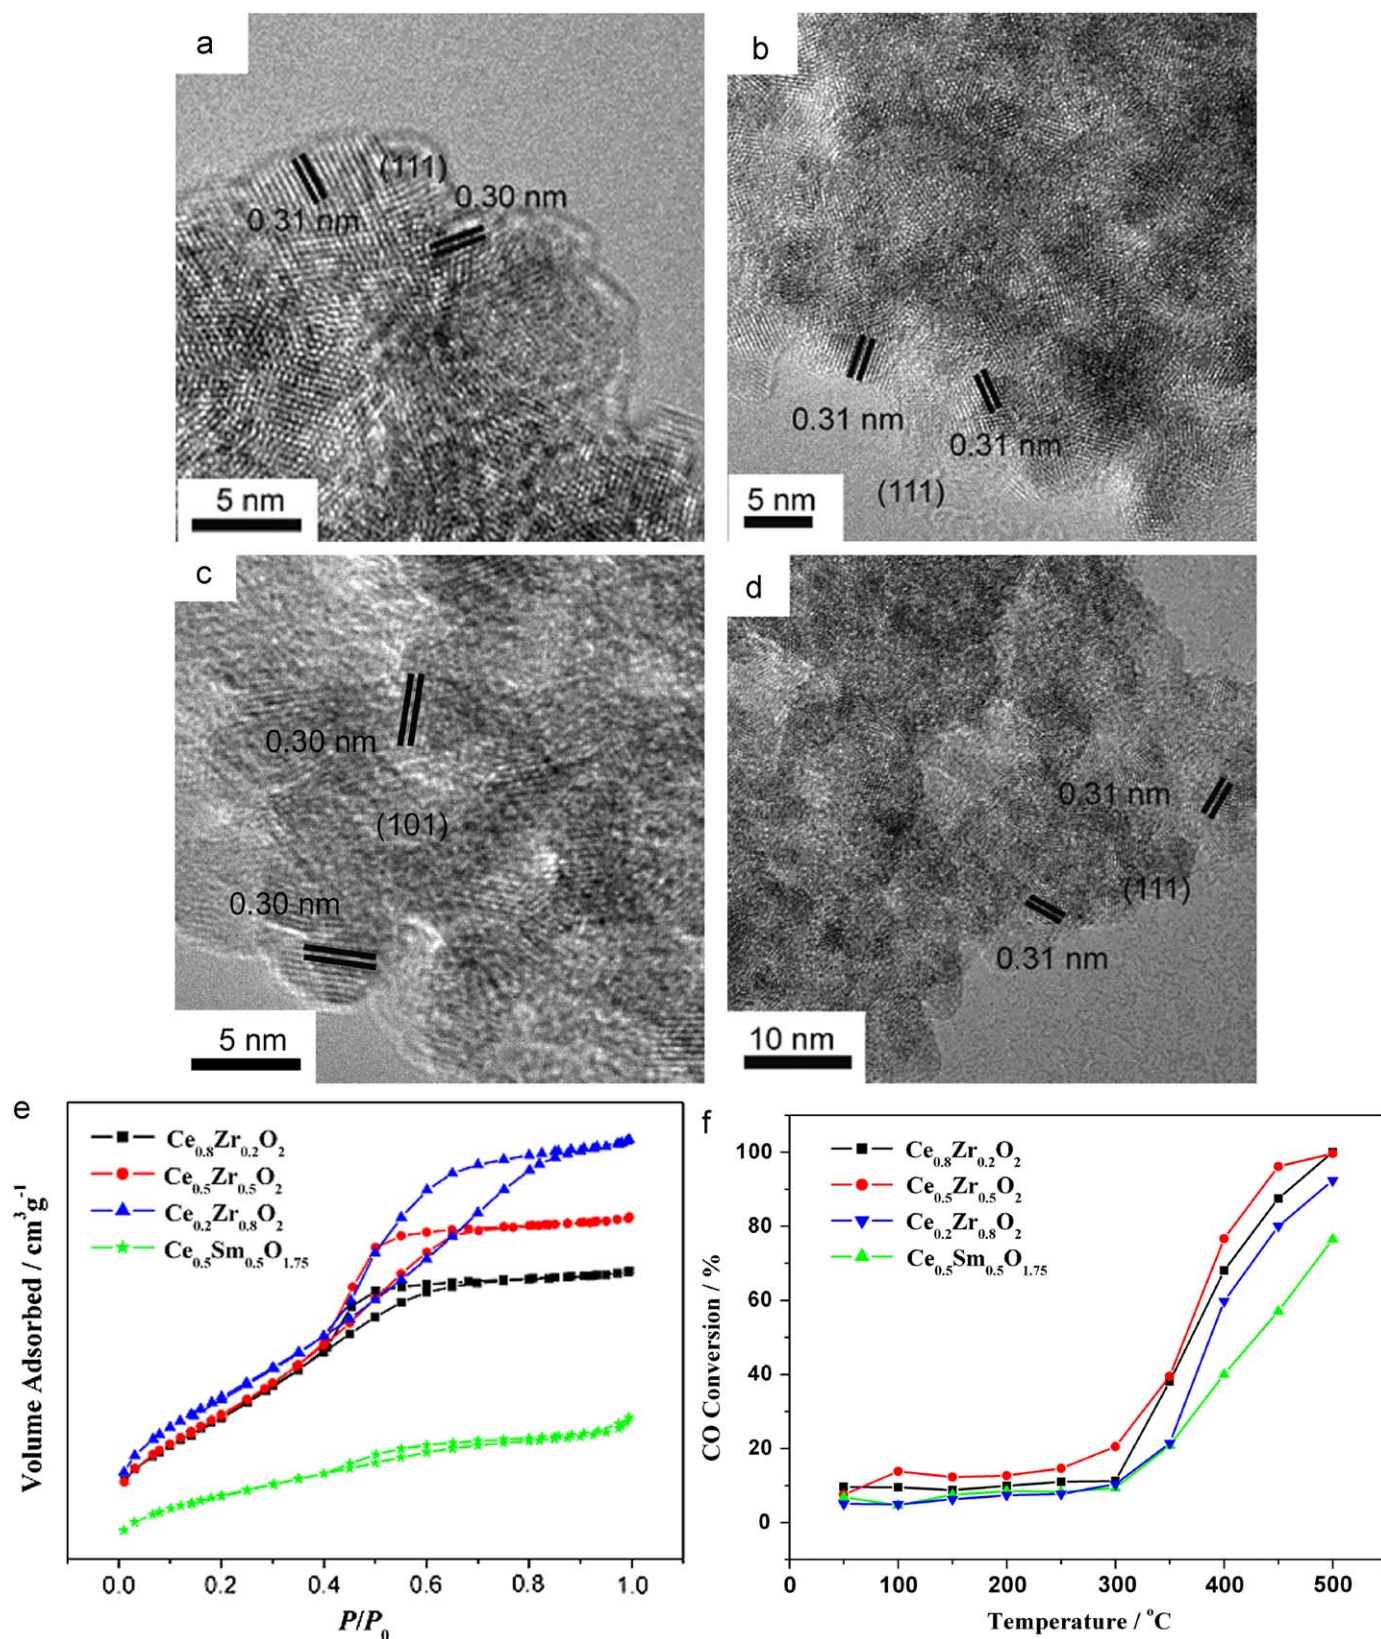 a
(111)
0.30 nm
0.31 nm
5 nm
b
0.31 nm
0.31 nm
(111)
5 nm
c
0.30 nm
(101)
0.30 nm
5 nm
d
0.31 nm
(111)
0.31 nm
10 nm
e
Ce0.8Zr0.2O2
Ce0.5Zr0.5O2
Ce0.2Zr0.8O2
Ce0.5Sm0.5O1.75
Volume Adsorbed / cm³g⁻¹
0.0 0.2 0.4 0.6 0.8 1.0
P/P0
f
Ce0.8Zr0.2O2
Ce0.5Zr0.5O2
Ce0.2Zr0.8O2
Ce0.5Sm0.5O1.75
CO Conversion / %
100
80
60
40
20
0
0 100 200 300 400 500
Temperature / °C